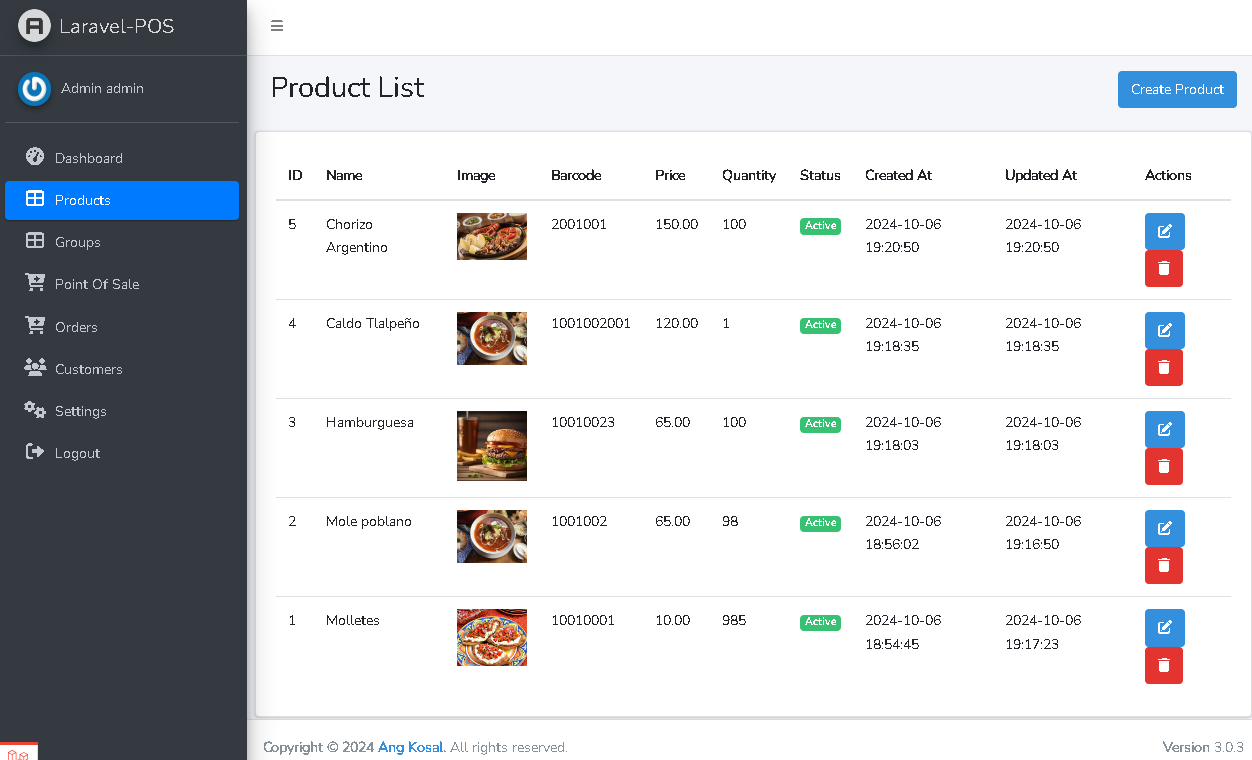 Laravel-POS
Admin admin
Dashboard
Products
Groups
Point Of Sale
Orders
Customers
Settings
Logout
Product List
Create Product
ID Name Image Barcode Price Quantity Status Created At Updated At Actions
5 Chorizo 2001001 150.00 100 Active 2024-10-06 2024-10-06
Argentino 19:20:50 19:20:50
4 Caldo Tlalpeño 1001002001 120.00 1 Active 2024-10-06 2024-10-06
19:18:35 19:18:35
3 Hamburguesa 10010023 65.00 100 Active 2024-10-06 2024-10-06
19:18:03 19:18:03
2 Mole poblano 1001002 65.00 98 Active 2024-10-06 2024-10-06
18:56:02 19:16:50
1 Molletes 10010001 10.00 985 Active 2024-10-06 2024-10-06
18:54:45 19:17:23
Copyright © 2024 Ang Kosal. All rights reserved. Version 3.0.3